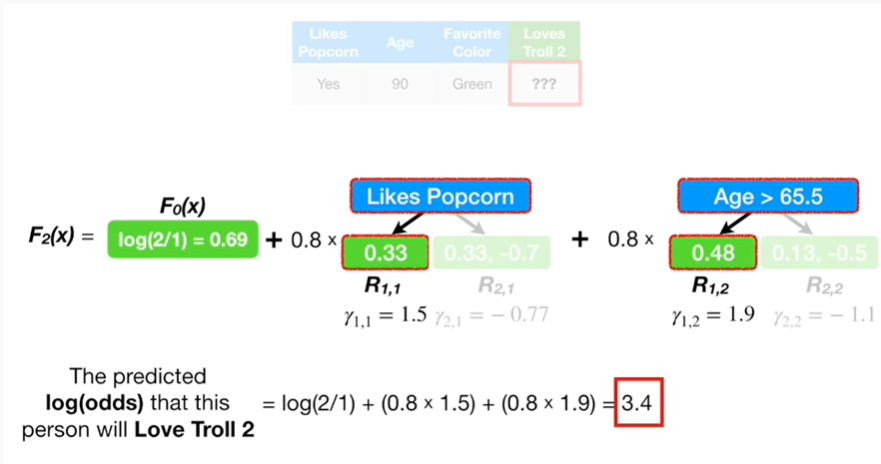 Likes Popcorn Age Favorite Color Loves Troll 2
Yes 90 Green ???
F₀(x) Likes Popcorn Age > 65.5
F₂(x) = log(2/1) = 0.69 + 0.8 × 0.33 0.33, -0.7 + 0.8 × 0.48 0.13, -0.5
R₁,₁ R₂,₁ R₁,₂ R₂,₂
γ₁,₁ = 1.5 γ₂,₁ = − 0.77 γ₁,₂ = 1.9 γ₂,₂ = − 1.1
The predicted
log(odds) that this = log(2/1) + (0.8 × 1.5) + (0.8 × 1.9) = 3.4
person will Love Troll 2